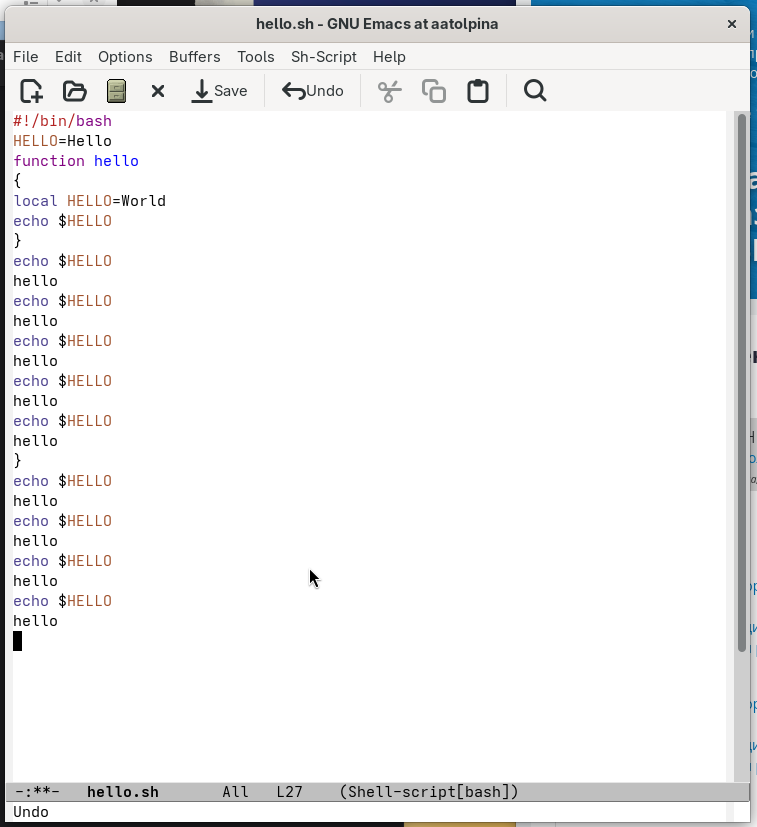 hello.sh - GNU Emacs at aatolpina
File Edit Options Buffers Tools Sh-Script Help
Save Undo
#!/bin/bash
HELLO=Hello
function hello
{
local HELLO=World
echo $HELLO
}
echo $HELLO
hello
echo $HELLO
hello
echo $HELLO
hello
echo $HELLO
hello
echo $HELLO
hello
}
echo $HELLO
hello
echo $HELLO
hello
echo $HELLO
hello
echo $HELLO
hello
-:**- hello.sh All L27 (Shell-script[bash])
Undo